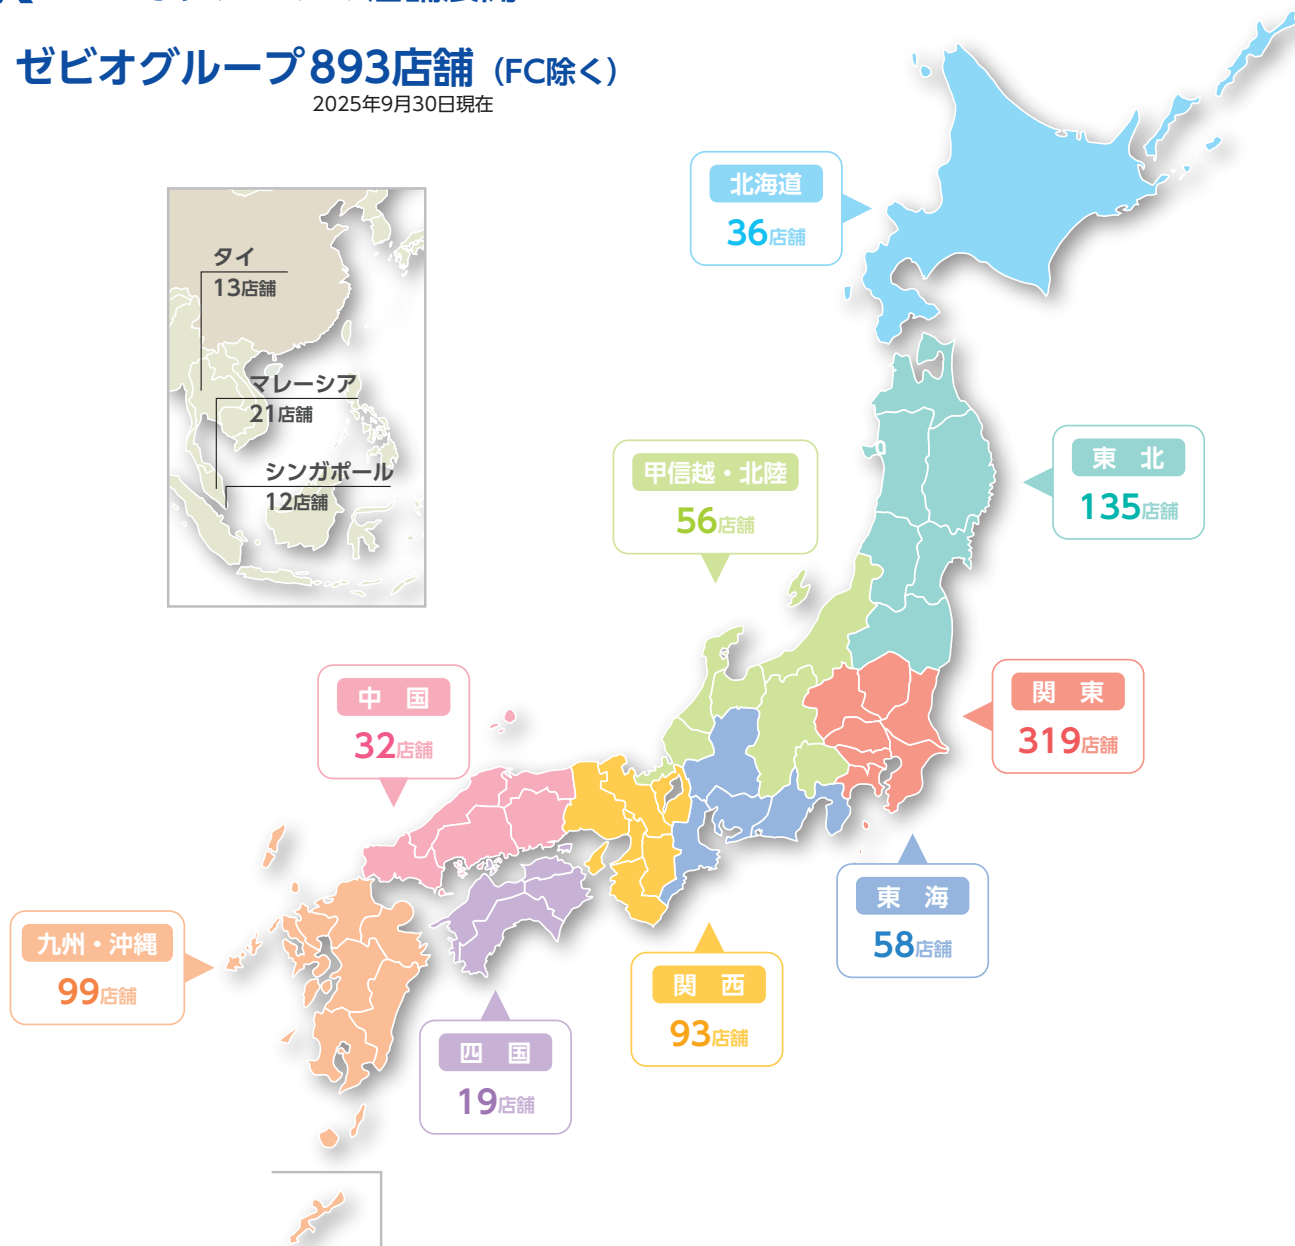 ゼビオグループ893店舗（FC除く）
2025年9月30日現在
北海道
36店舗
タイ
13店舗
マレーシア
21店舗
シンガポール
12店舗
甲信越・北陸
56店舗
東 北
135店舗
中 国
32店舗
関 東
319店舗
東 海
58店舗
九州・沖縄
99店舗
関 西
93店舗
四 国
19店舗